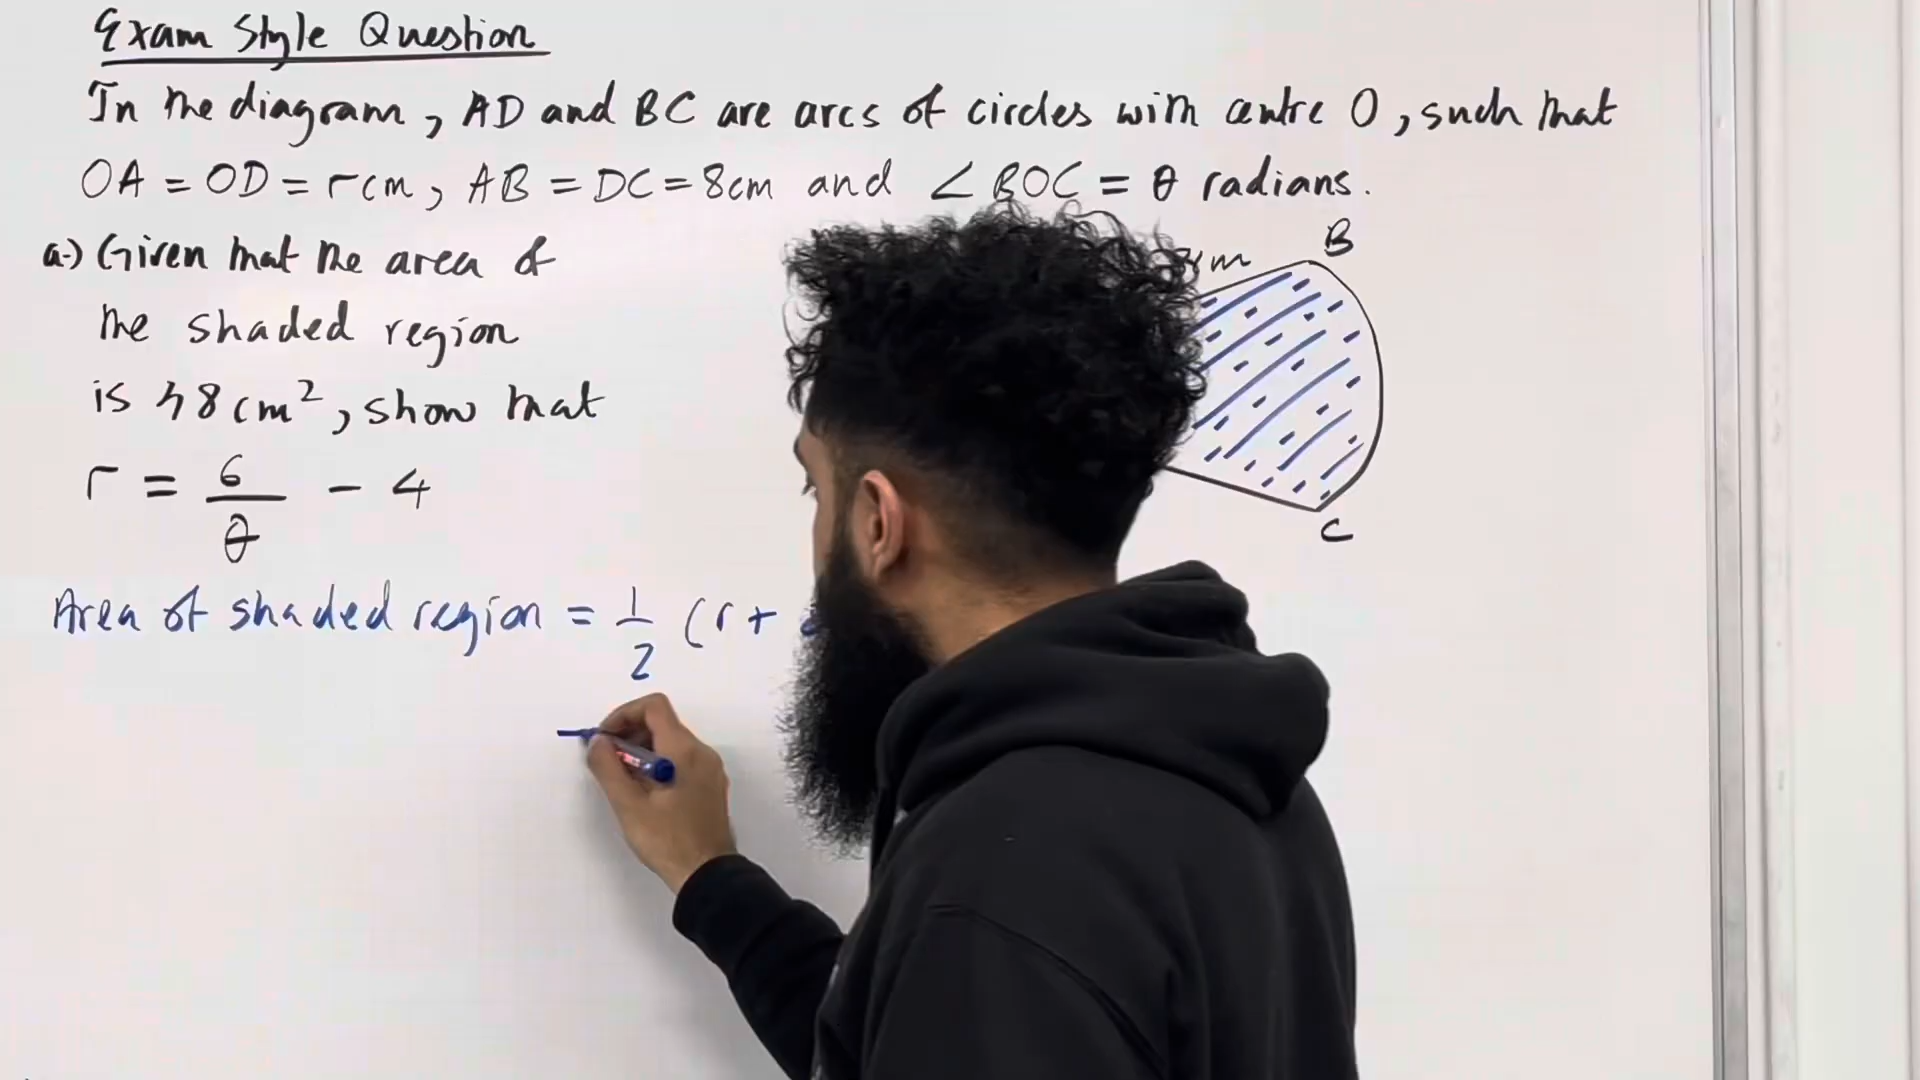 Exam Style Question
In the diagram, AD and BC are arcs of circles with centre O, such that
OA = OD = r cm, AB = DC = 8cm and ∠BOC = θ radians.
a) Given that the area of
the shaded region
is 48 cm², show that
r = 6/θ - 4
B
C
Area of shaded region = 1/2 (r +